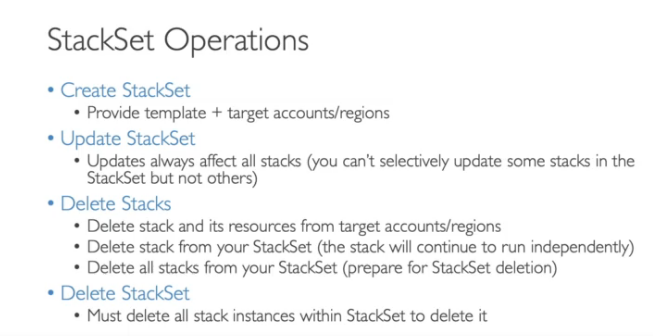 StackSet Operations
• Create StackSet
• Provide template + target accounts/regions
• Update StackSet
• Updates always affect all stacks (you can't selectively update some stacks in the
StackSet but not others)
• Delete Stacks
• Delete stack and its resources from target accounts/regions
• Delete stack from your StackSet (the stack will continue to run independently)
• Delete all stacks from your StackSet (prepare for StackSet deletion)
• Delete StackSet
• Must delete all stack instances within StackSet to delete it